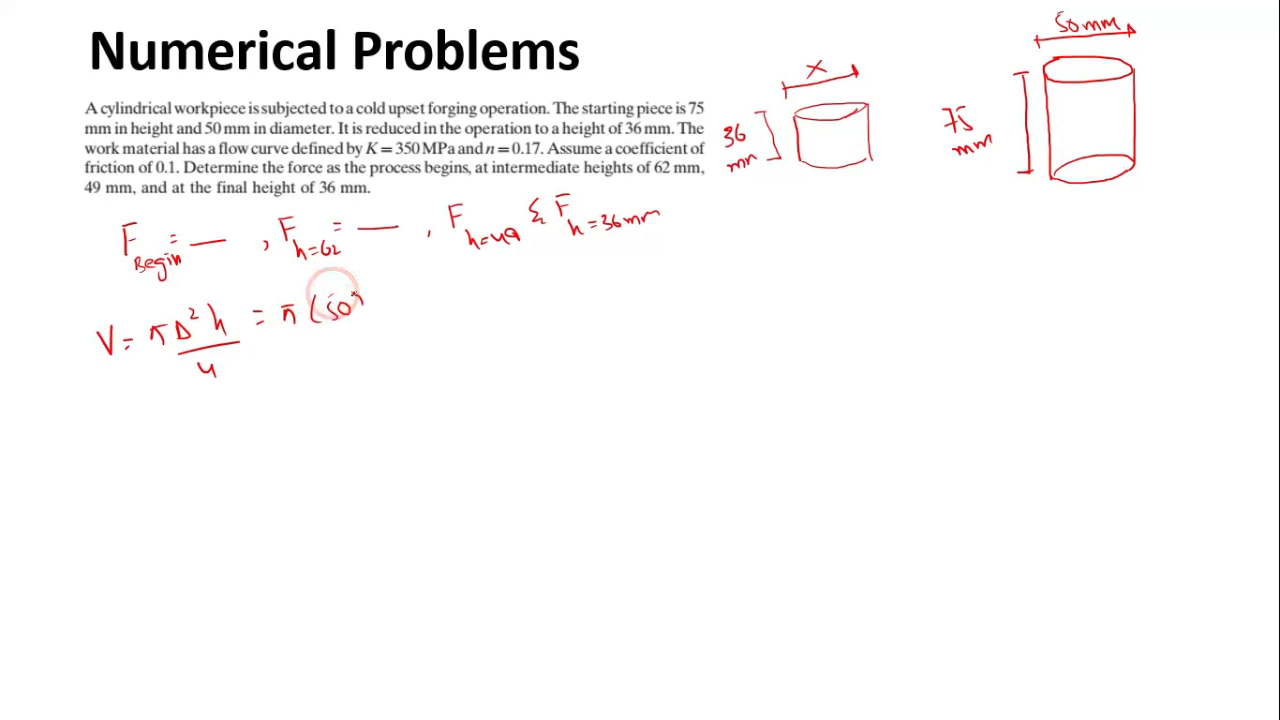 Numerical Problems
A cylindrical workpiece is subjected to a cold upset forging operation. The starting piece is 75
mm in height and 50 mm in diameter. It is reduced in the operation to a height of 36 mm. The
work material has a flow curve defined by K = 350 MPa and n = 0.17. Assume a coefficient of
friction of 0.1. Determine the force as the process begins, at intermediate heights of 62 mm,
49 mm, and at the final height of 36 mm.
50mm
x
36
mm
75
mm
F Begin = — , F h=62 = — , F h=49 & F h=36mm
V = πD²h/4 = π(50)